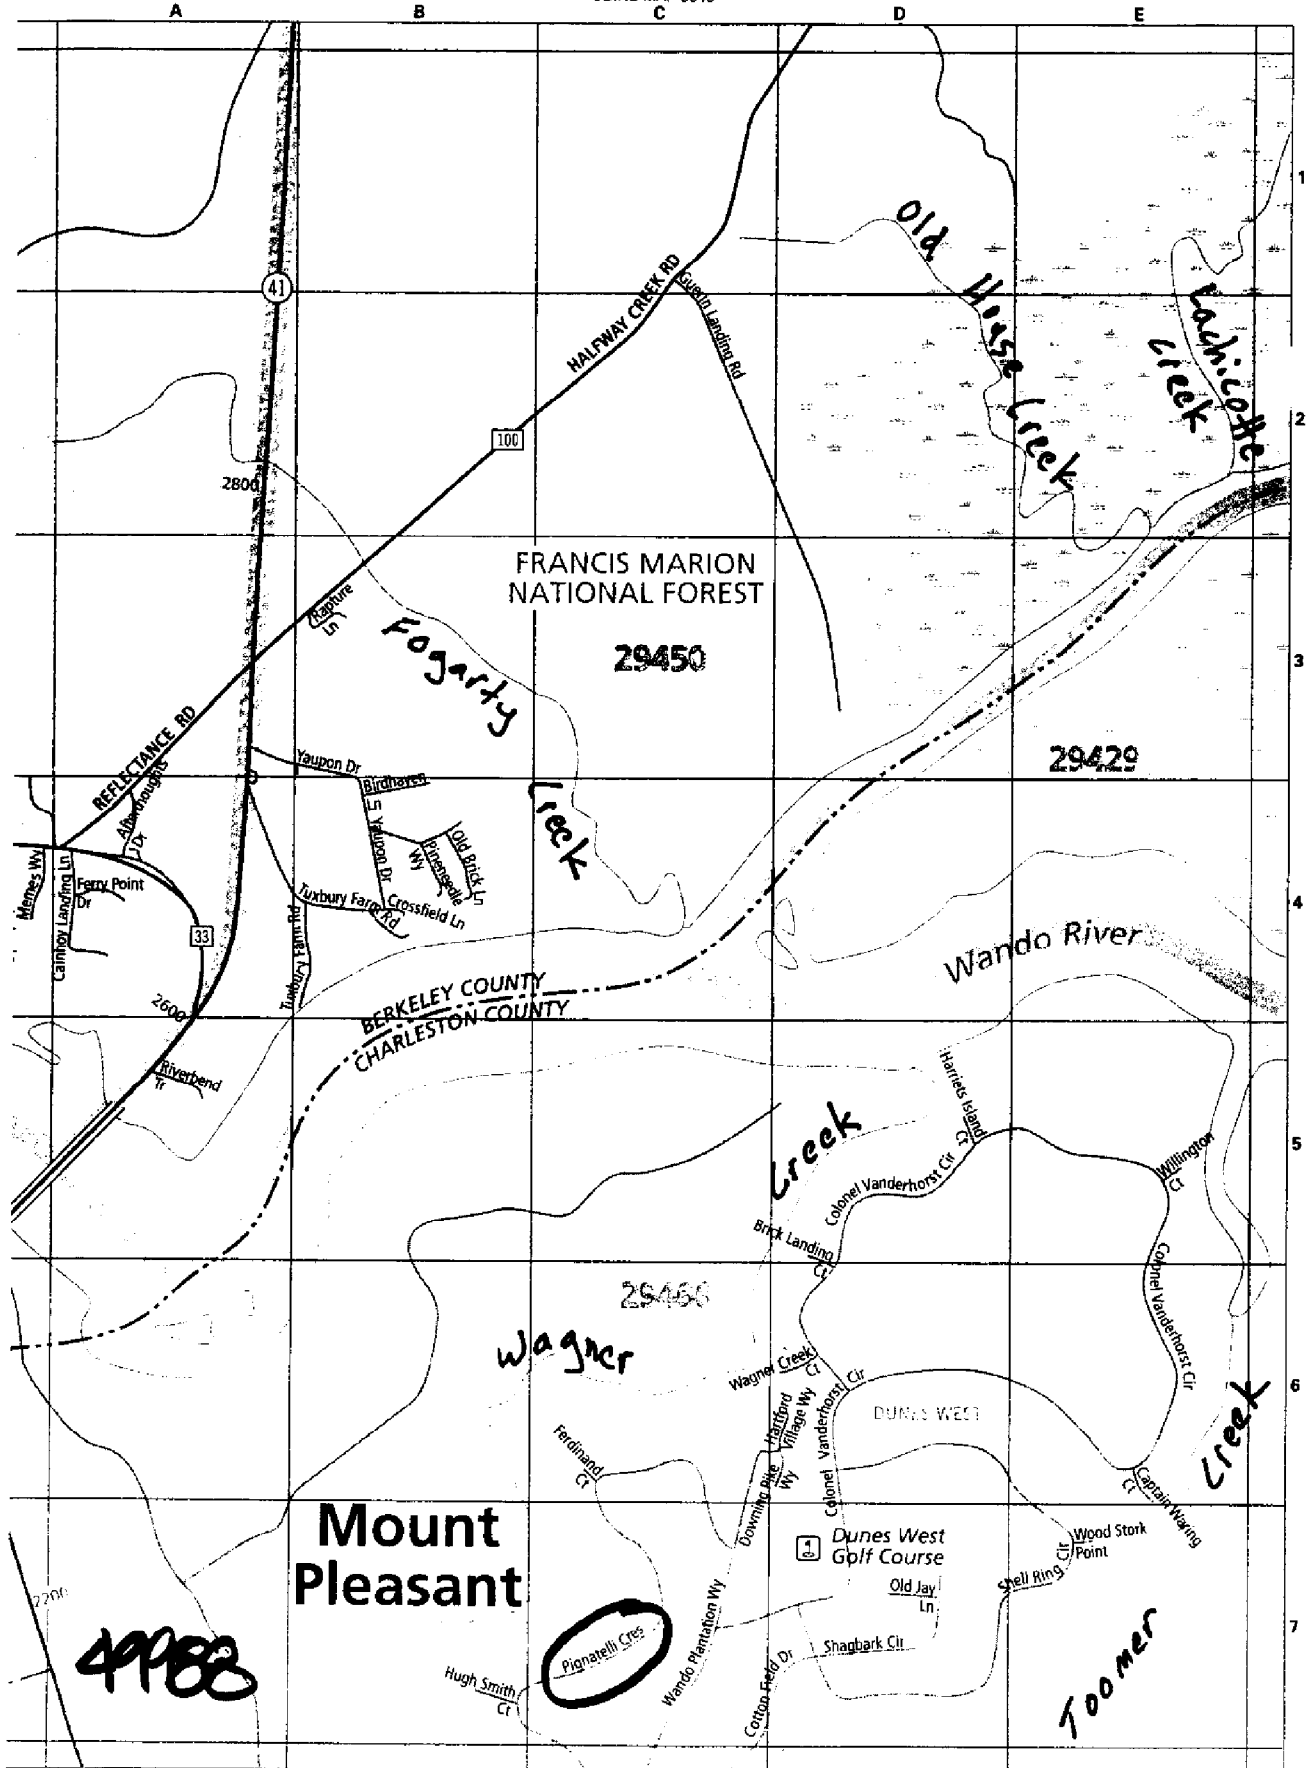 A B C D E
1
Old House Creek
Lachicotte
Creek
41
HALFWAY CREEK RD
Guerin Landing Rd
2
100
2800
FRANCIS MARION
NATIONAL FOREST
29450
Rapture
Ln
Fogarty
Creek
3
REFLECTANCE RD
29429
Yaupon Dr
Birdhaven
Ln
Afterthoughts
Dr
Yaupon Dr
Pineneedle
Wy
Old Brick Ln
Memes Wy
Cainhoy Landing Ln
Ferry Point
Dr
Tuxbury Farm Rd
Crossfield Ln
4
33
Tuxbury Farm Rd
Wando River
2600
BERKELEY COUNTY
CHARLESTON COUNTY
Riverbend
Tr
Harriets Island
Ct
5
Creek
Willington
Ct
Colonel Vanderhorst Cir
Brick Landing
Ct
Colonel Vanderhorst Cir
29466
Wagner
Wagner Creek
Ct
6
Hartford
Village Wy
Colonel Vanderhorst Cir
DUNES WEST
Creek
Ferdinand
Ct
Downing Pike
Wy
Captain Waring
Ct
Mount
Pleasant
Dunes West
Golf Course
Wood Stork
Point
Old Jay
Ln
Shell Ring Cir
2200
7
49988
Pignatelli Cres
Wando Plantation Wy
Shagbark Cir
Hugh Smith
Ct
Cotton Field Dr
Toomer